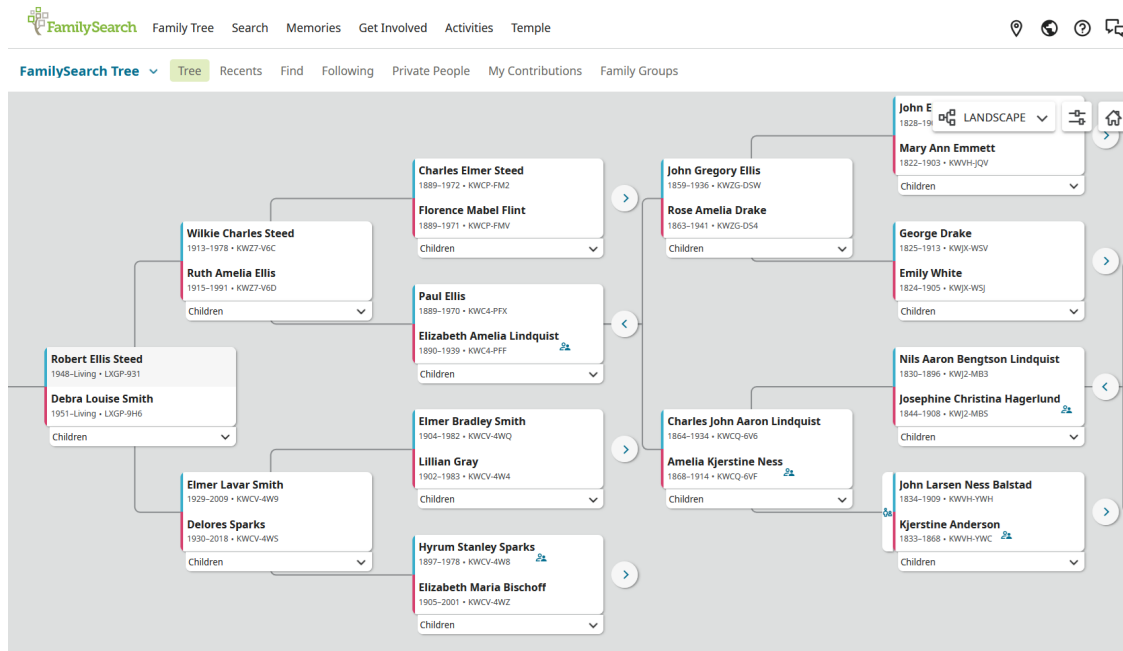 FamilySearch Family Tree Search Memories Get Involved Activities Temple
FamilySearch Tree Tree Recents Find Following Private People My Contributions Family Groups
LANDSCAPE
Robert Ellis Steed
1948–Living • LXGP-931
Debra Louise Smith
1951–Living • LXGP-9H6
Children
Wilkie Charles Steed
1913–1978 • KWZ7-V6C
Ruth Amelia Ellis
1915–1991 • KWZ7-V6D
Children
Elmer Lavar Smith
1929–2009 • KWCV-4W9
Delores Sparks
1930–2018 • KWCV-4WS
Children
Charles Elmer Steed
1889–1972 • KWCP-FM2
Florence Mabel Flint
1889–1971 • KWCP-FMV
Children
Paul Ellis
1889–1970 • KWC4-PFX
Elizabeth Amelia Lindquist
1890–1939 • KWC4-PFF
Children
Elmer Bradley Smith
1904–1982 • KWCV-4WQ
Lillian Gray
1902–1983 • KWCV-4W4
Children
Hyrum Stanley Sparks
1897–1978 • KWCV-4W8
Elizabeth Maria Bischoff
1905–2001 • KWCV-4WZ
Children
John Gregory Ellis
1859–1936 • KWZG-DSW
Rose Amelia Drake
1863–1941 • KWZG-DS4
Children
Charles John Aaron Lindquist
1864–1934 • KWCQ-6V6
Amelia Kjerstine Ness
1868–1914 • KWCQ-6VF
Children
John E
1828–19
Mary Ann Emmett
1822–1903 • KWVH-JQV
Children
George Drake
1825–1913 • KWJX-WSV
Emily White
1824–1905 • KWJX-WSJ
Children
Nils Aaron Bengtson Lindquist
1830–1896 • KWJ2-MB3
Josephine Christina Hagerlund
1844–1908 • KWJ2-MBS
Children
John Larsen Ness Balstad
1834–1909 • KWVH-YWH
Kjerstine Anderson
1833–1868 • KWVH-YWC
Children